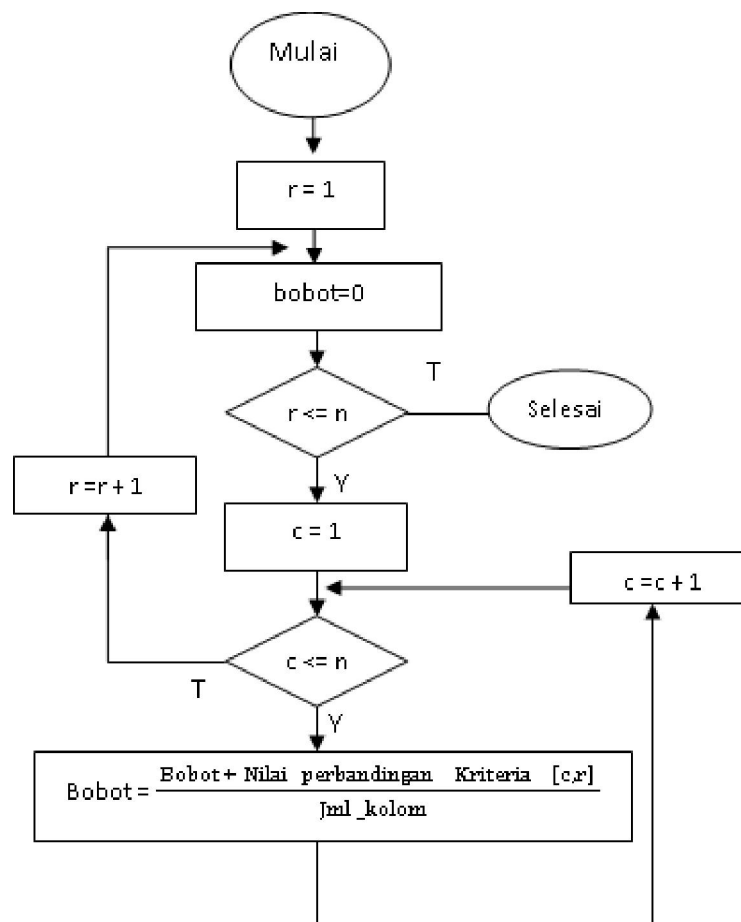 Mulai
r = 1
bobot=0
T
r <= n
Selesai
Y
r =r + 1
c = 1
c =c + 1
c <= n
T
Y
Bobot + Nilai perbandingan Kriteria [c,r]
Bobot =
Jml_kolom